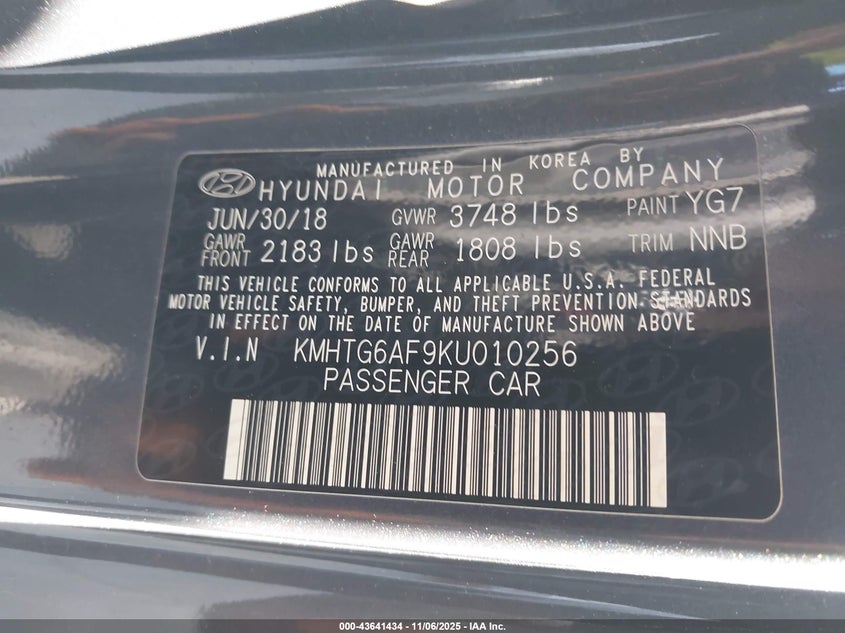 MANUFACTURED IN KOREA BY
HYUNDAI MOTOR COMPANY
JUN/30/18 GVWR 3748 lbs PAINT YG7
GAWR FRONT 2183 lbs GAWR REAR 1808 lbs TRIM NNB
THIS VEHICLE CONFORMS TO ALL APPLICABLE U.S.A. FEDERAL
MOTOR VEHICLE SAFETY, BUMPER, AND THEFT PREVENTION STANDARDS
IN EFFECT ON THE DATE OF MANUFACTURE SHOWN ABOVE
V.I.N KMHTG6AF9KU010256
PASSENGER CAR
000-43641434 - 11/06/2025 - IAA Inc.